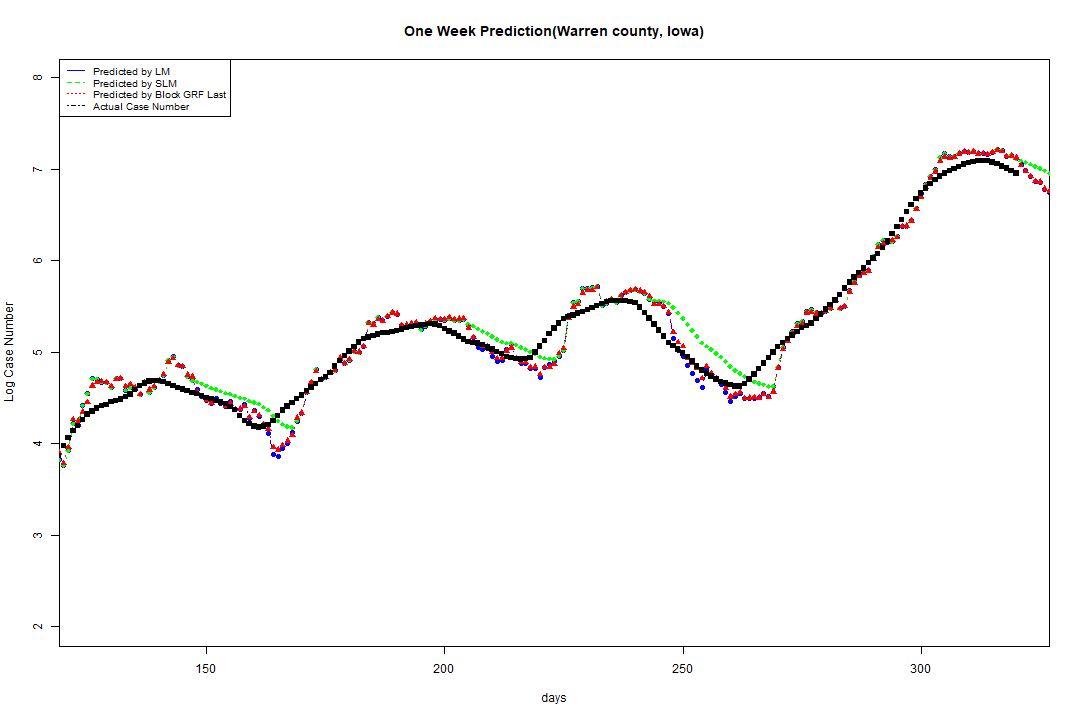 One Week Prediction(Warren county, Iowa)
Predicted by LM
Predicted by SLM
Predicted by Block GRF Last
Actual Case Number
Log Case Number
8
7
6
5
4
3
2
150 200 250 300
days